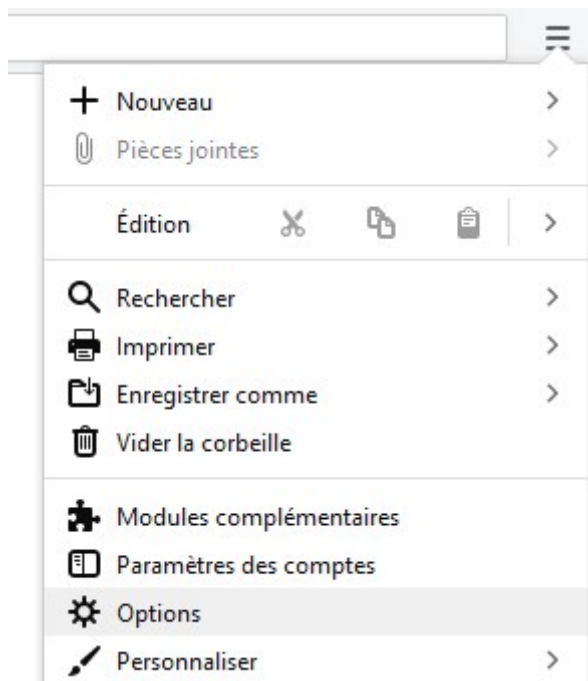 Nouveau
Pièces jointes
Édition
Rechercher
Imprimer
Enregistrer comme
Vider la corbeille
Modules complémentaires
Paramètres des comptes
Options
Personnaliser